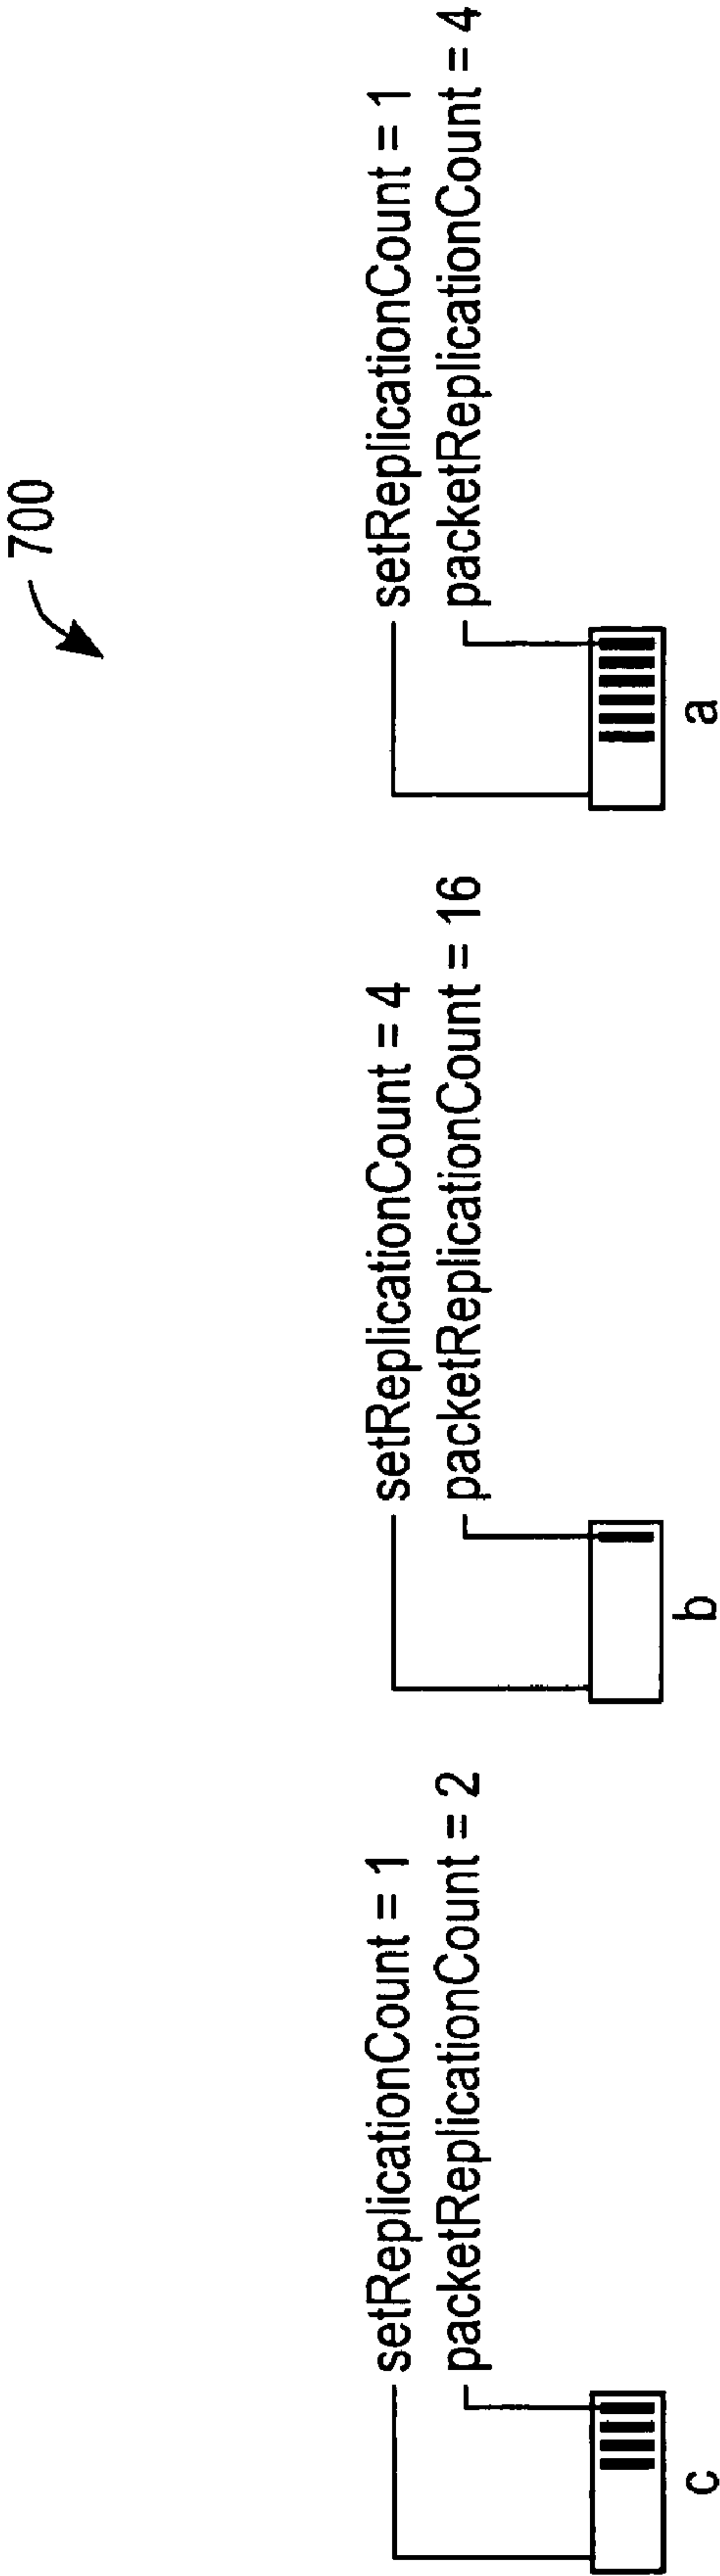 700
setReplicationCount = 1
packetReplicationCount = 2
c
setReplicationCount = 4
packetReplicationCount = 16
b
setReplicationCount = 1
packetReplicationCount = 4
a